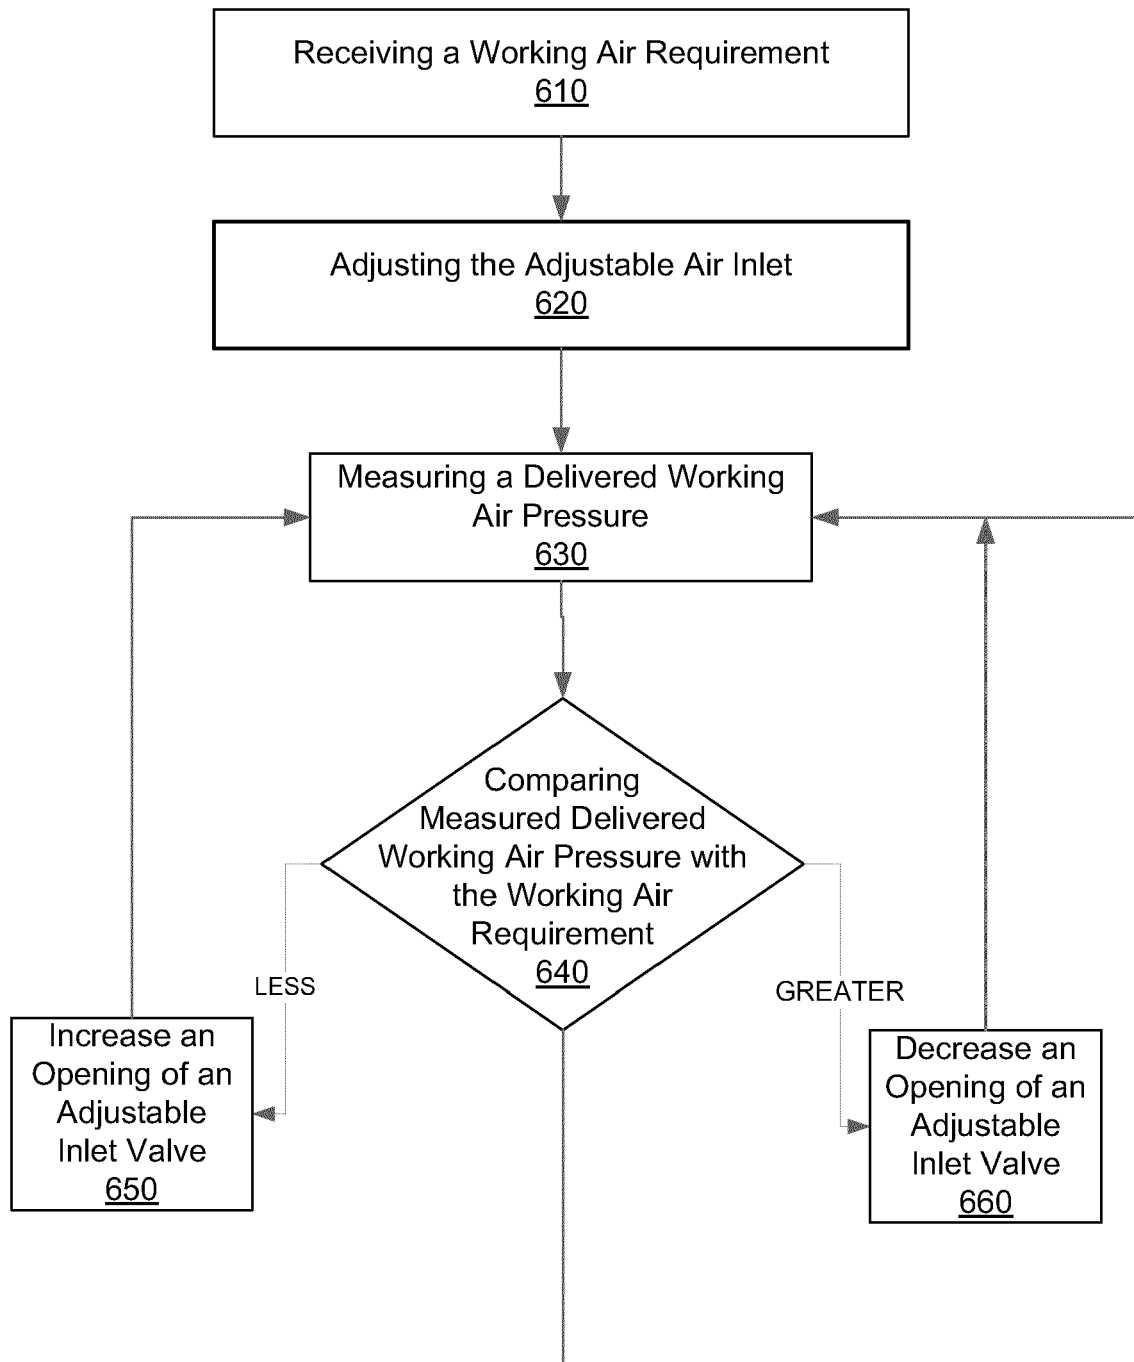 Receiving a Working Air Requirement
610
Adjusting the Adjustable Air Inlet
620
Measuring a Delivered Working
Air Pressure
630
Comparing
Measured Delivered
Working Air Pressure with
the Working Air
Requirement
640
LESS
GREATER
Increase an
Opening of an
Adjustable
Inlet Valve
650
Decrease an
Opening of an
Adjustable
Inlet Valve
660